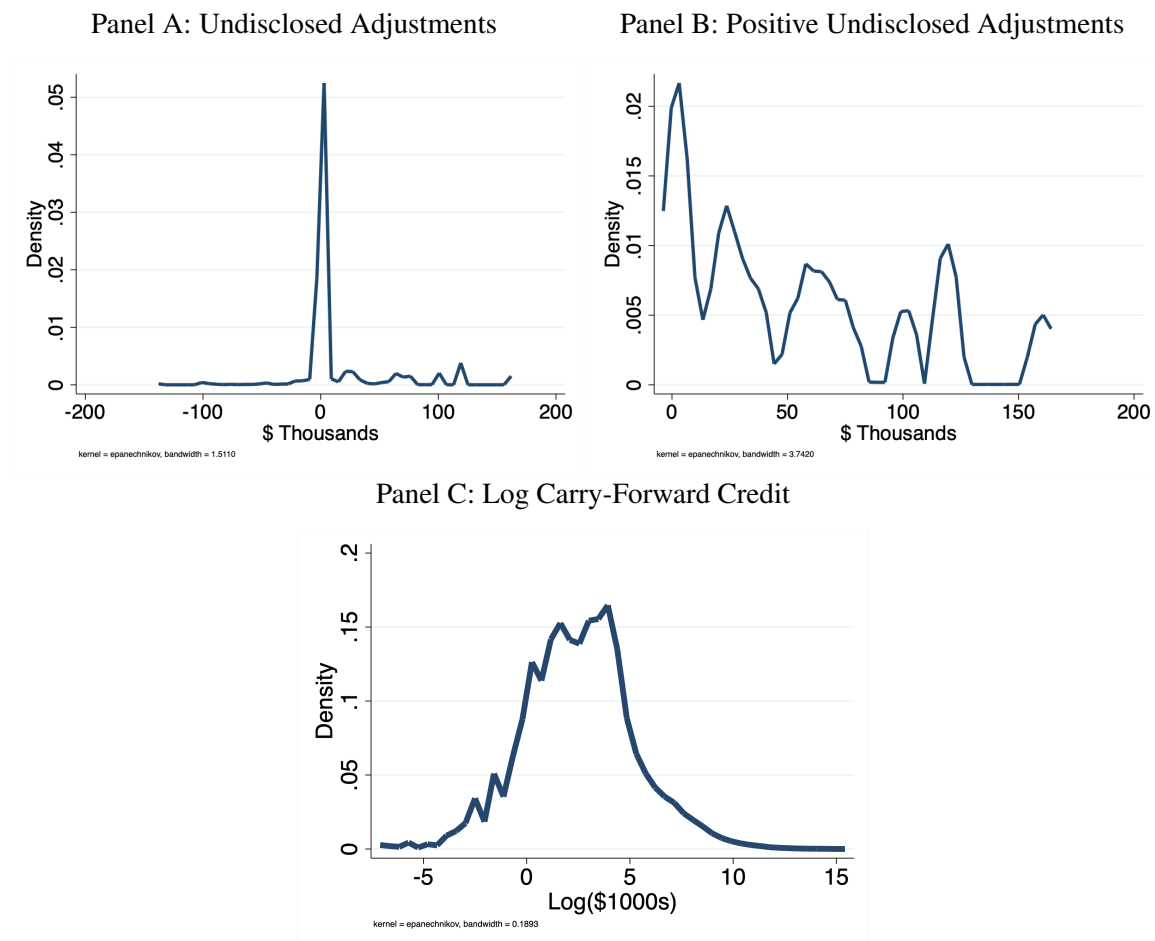 Panel A: Undisclosed Adjustments
.05
.04
.03
.02
.01
0
Density
-200 -100 0 100 200
$ Thousands
kernel = epanechnikov, bandwidth = 1.5110
Panel B: Positive Undisclosed Adjustments
.02
.015
.01
.005
0
Density
0 50 100 150 200
$ Thousands
kernel = epanechnikov, bandwidth = 3.7420
Panel C: Log Carry-Forward Credit
.2
.15
.1
.05
0
Density
-5 0 5 10 15
Log($1000s)
kernel = epanechnikov, bandwidth = 0.1893